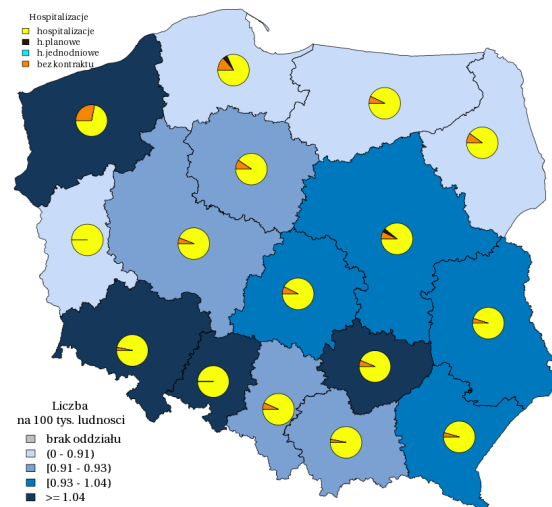 Hospitalizacje
hospitalizacje
h.planowe
h.jednodniowe
bez kontraktu
Liczba
na 100 tys. ludnosci
brak oddziału
(0 - 0.91)
[0.91 - 0.93)
[0.93 - 1.04)
>= 1.04